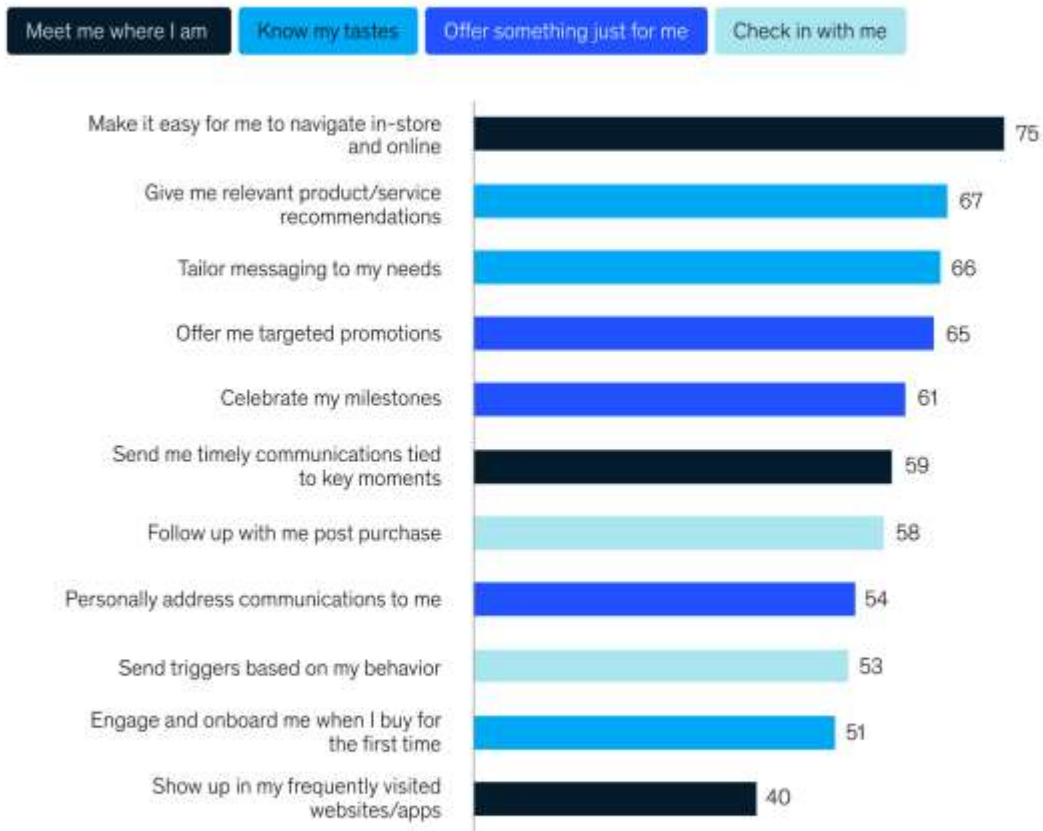 Meet me where I am
Know my tastes
Offer something just for me
Check in with me
Make it easy for me to navigate in-store
and online
75
Give me relevant product/service
recommendations
67
Tailor messaging to my needs
66
Offer me targeted promotions
65
Celebrate my milestones
61
Send me timely communications tied
to key moments
59
Follow up with me post purchase
58
Personally address communications to me
54
Send triggers based on my behavior
53
Engage and onboard me when I buy for
the first time
51
Show up in my frequently visited
websites/apps
40